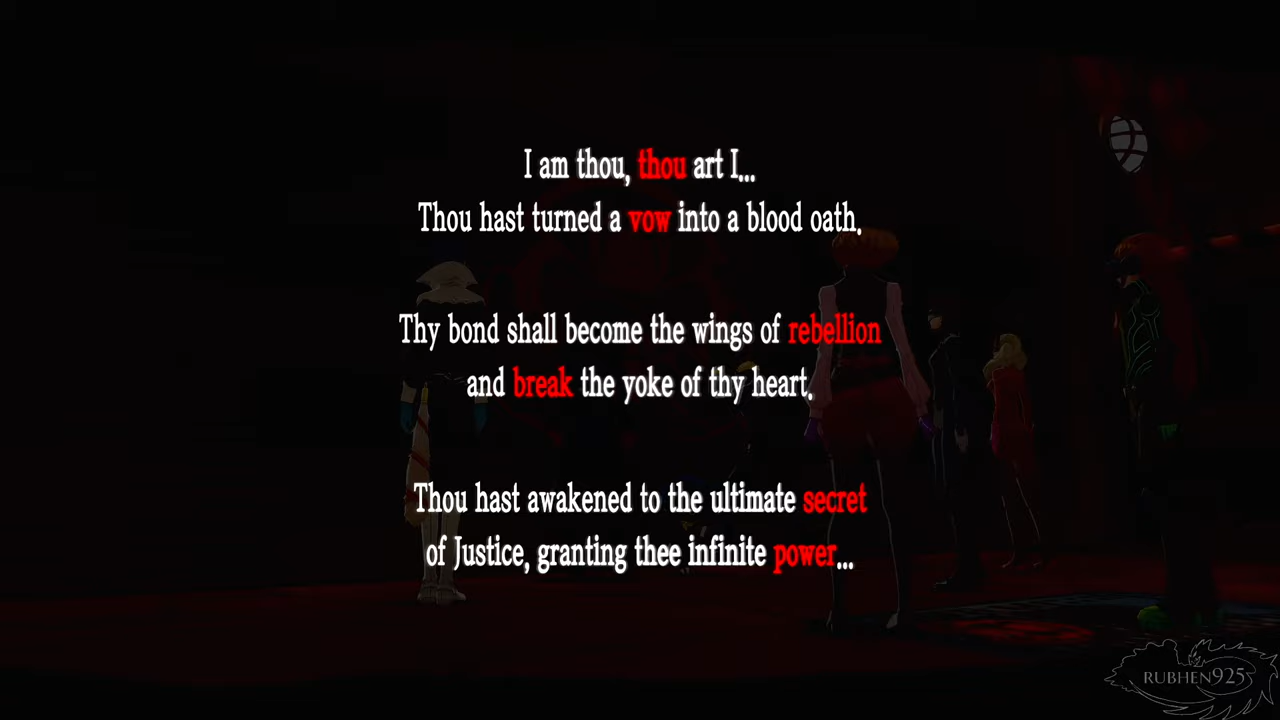 I am thou, thou art I...
Thou hast turned a vow into a blood oath.
Thy bond shall become the wings of rebellion
and break the yoke of thy heart.
Thou hast awakened to the ultimate secret
of Justice, granting thee infinite power...
RUBHEN925